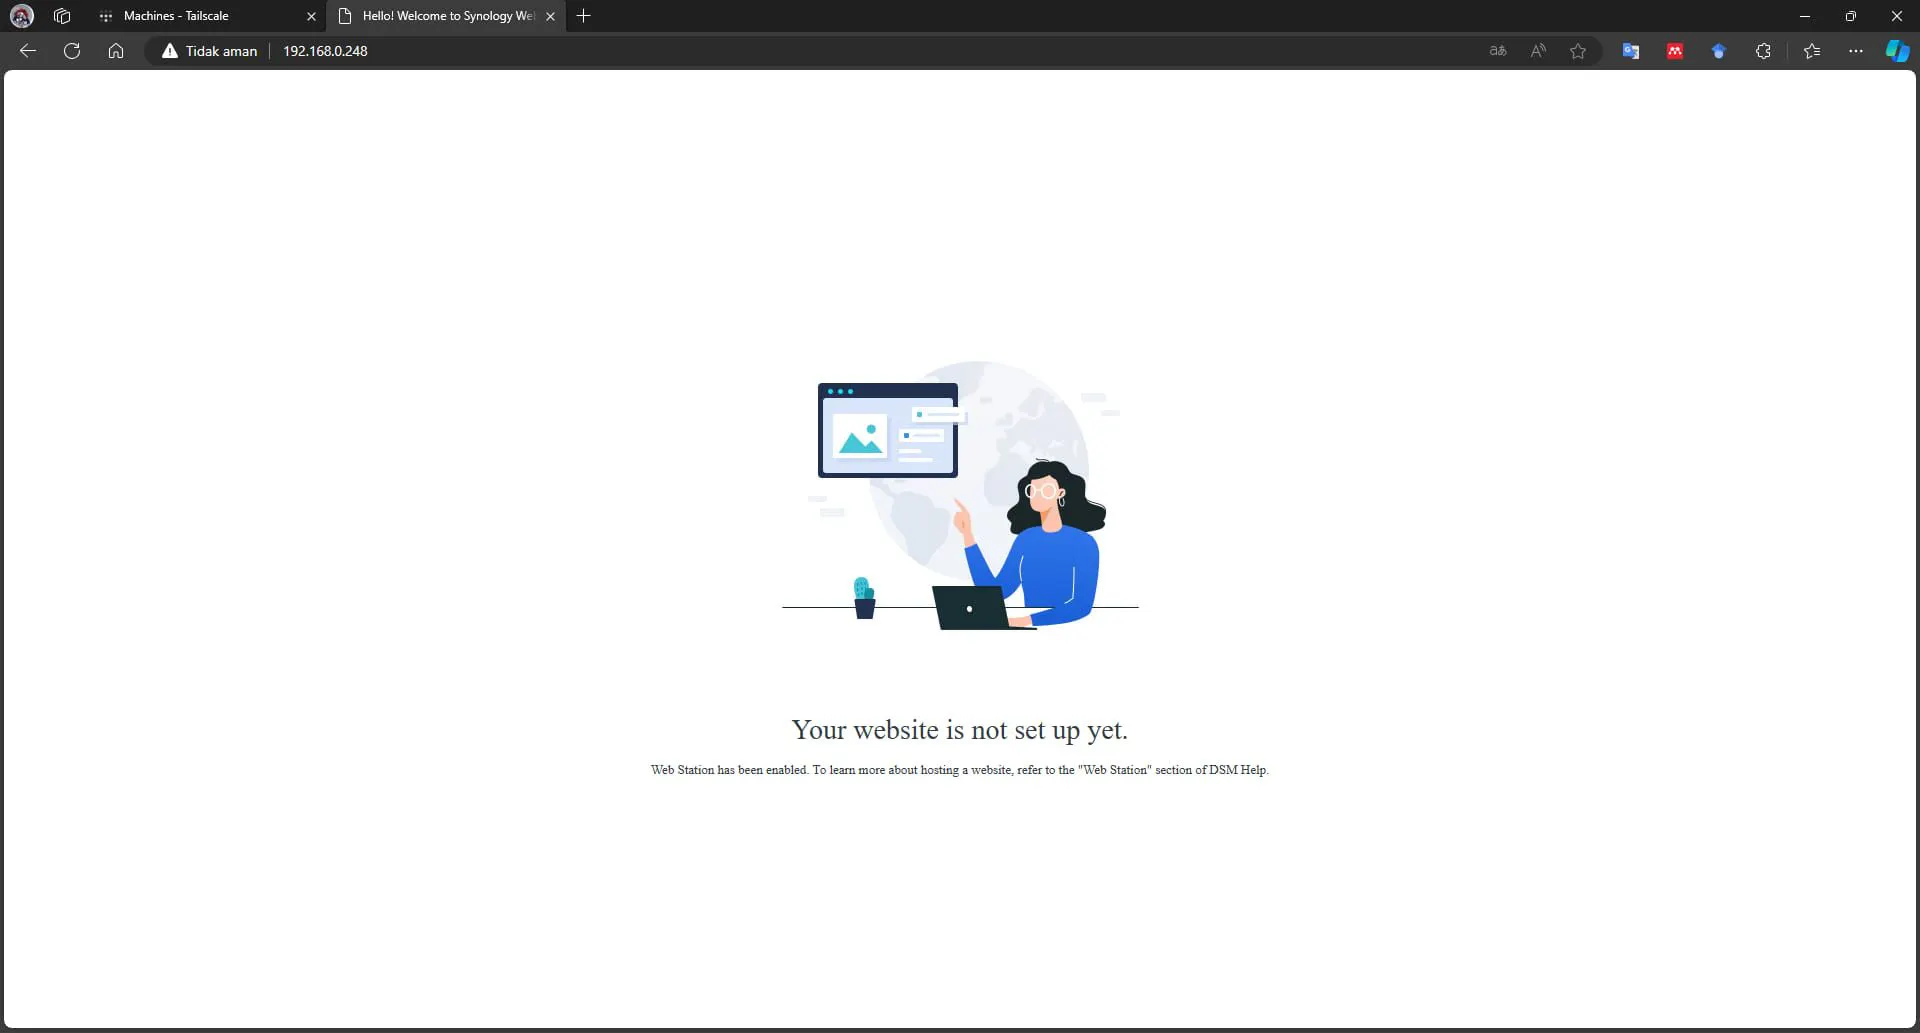 Machines - Tailscale
Hello! Welcome to Synology We
Tidak aman
192.168.0.248
Your website is not set up yet.
Web Station has been enabled. To learn more about hosting a website, refer to the "Web Station" section of DSM Help.